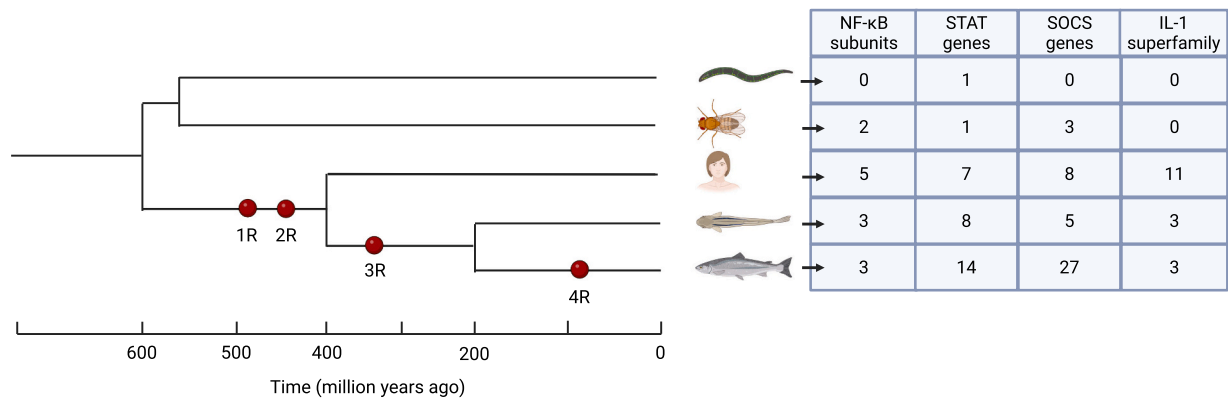 NF-κB subunits
STAT genes
SOCS genes
IL-1 superfamily
0 1 0 0
2 1 3 0
5 7 8 11
3 8 5 3
3 14 27 3
1R 2R
3R
4R
600 500 400 200 0
Time (million years ago)